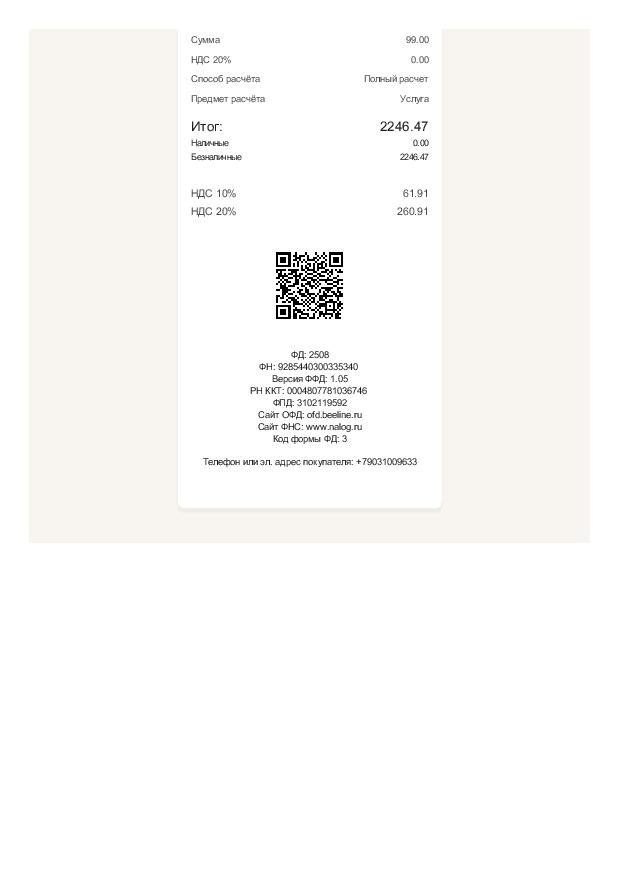 Сумма 99.00
НДС 20% 0.00
Способ расчёта Полный расчет
Предмет расчёта Услуга
Итог: 2246.47
Наличные 0.00
Безналичные 2246.47
НДС 10% 61.91
НДС 20% 260.91
ФД: 2508
ФН: 9285440300335340
Версия ФФД: 1.05
РН ККТ: 0004807781036746
ФПД: 3102119592
Сайт ОФД: ofd.beeline.ru
Сайт ФНС: www.nalog.ru
Код формы ФД: 3
Телефон или эл. адрес покупателя: +79031009633